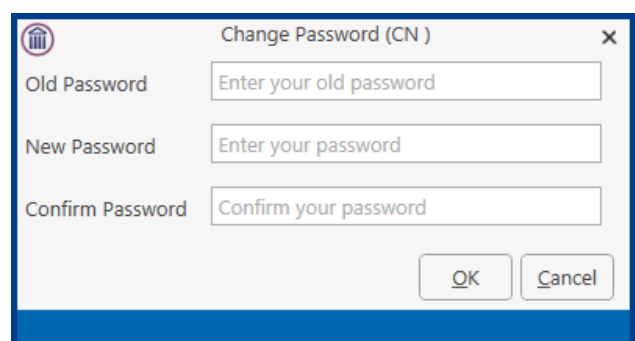 Change Password (CN )
Old Password Enter your old password
New Password Enter your password
Confirm Password Confirm your password
OK Cancel